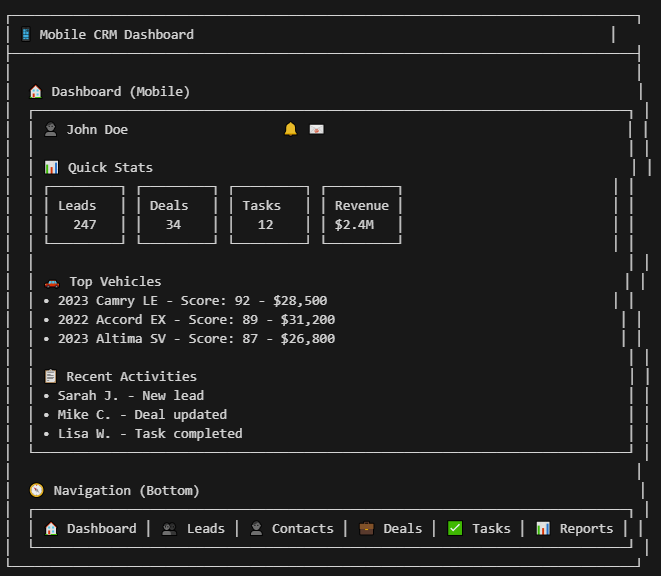 📱 Mobile CRM Dashboard
🏠 Dashboard (Mobile)
👤 John Doe 🔔 📧
📊 Quick Stats
Leads Deals Tasks Revenue
247 34 12 $2.4M
🚗 Top Vehicles
• 2023 Camry LE - Score: 92 - $28,500
• 2022 Accord EX - Score: 89 - $31,200
• 2023 Altima SV - Score: 87 - $26,800
📋 Recent Activities
• Sarah J. - New lead
• Mike C. - Deal updated
• Lisa W. - Task completed
🧭 Navigation (Bottom)
🏠 Dashboard │ 👥 Leads │ 👤 Contacts │ 💼 Deals │ ✅ Tasks │ 📊 Reports